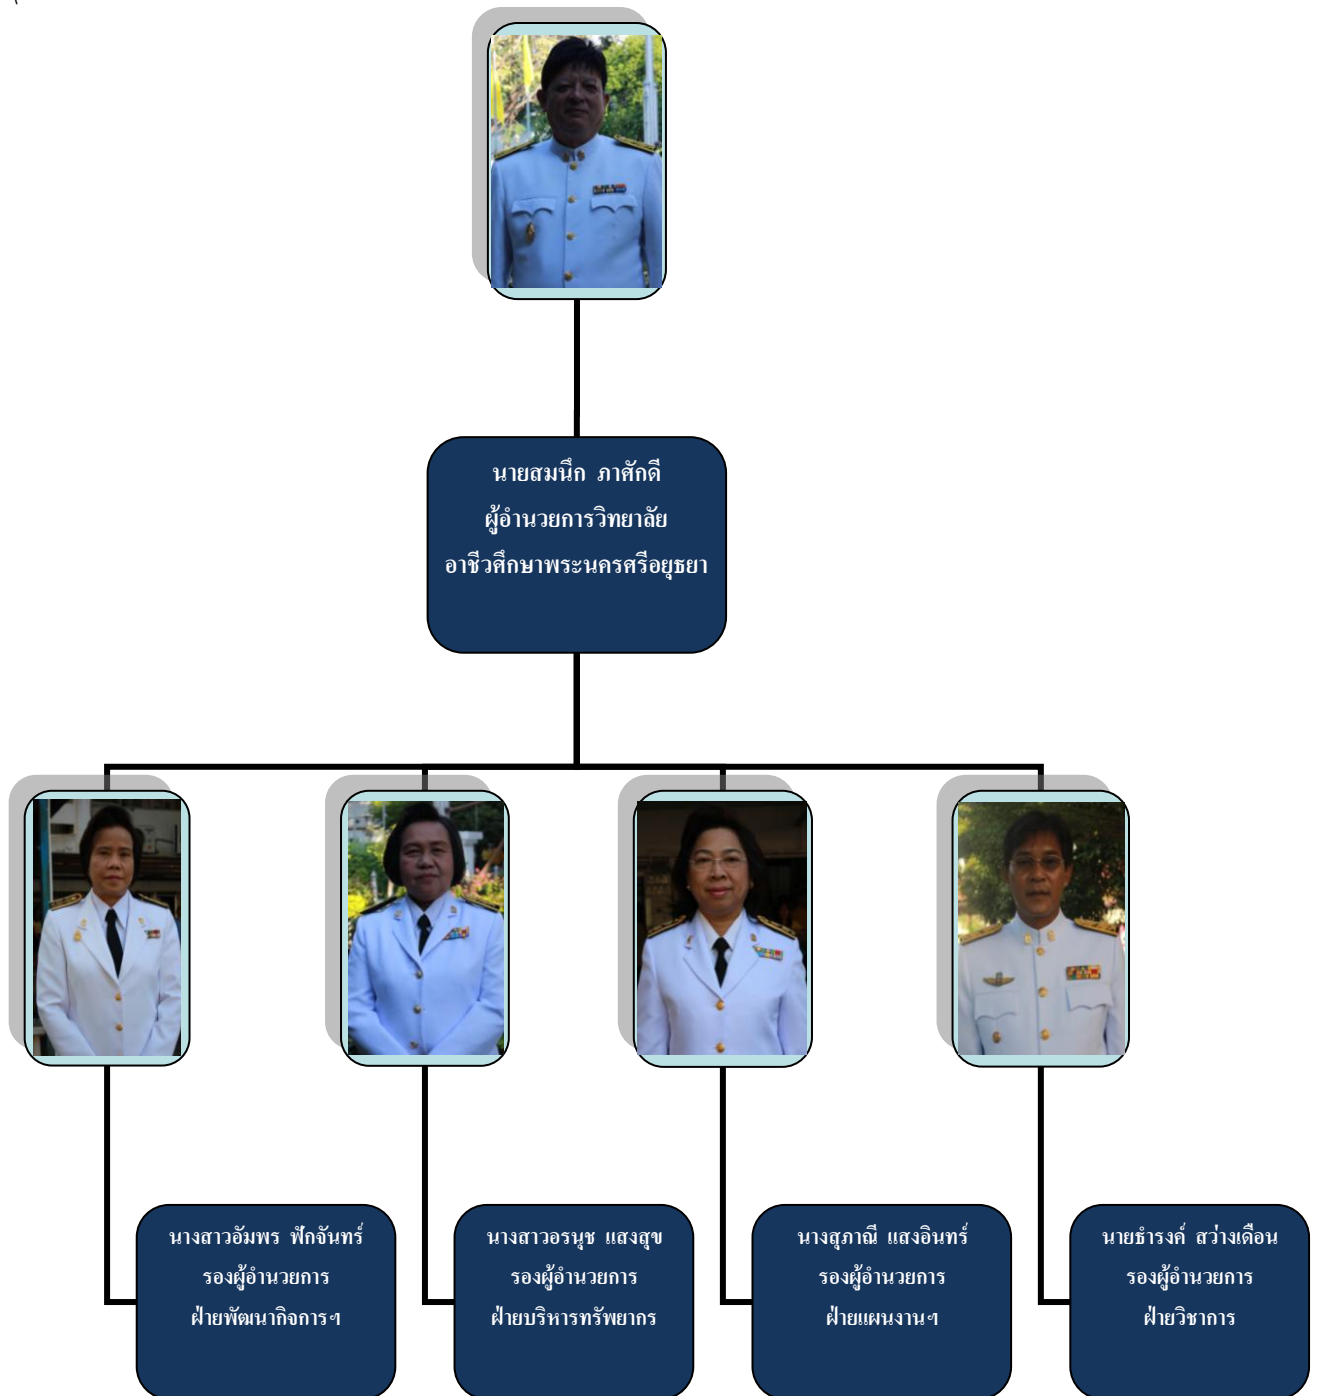 นายสมนึก ภาศักดี
ผู้อำนวยการวิทยาลัย
อาชีวศึกษาพระนครศรีอยุธยา
นางสาวอัมพร ฟักจันทร์
รองผู้อำนวยการ
ฝ่ายพัฒนากิจการฯ
นางสาวอรนุช แสงสุข
รองผู้อำนวยการ
ฝ่ายบริหารทรัพยากร
นางสุภาณี แสงอินทร์
รองผู้อำนวยการ
ฝ่ายแผนงานฯ
นายธำรงค์ สว่างเดือน
รองผู้อำนวยการ
ฝ่ายวิชาการ